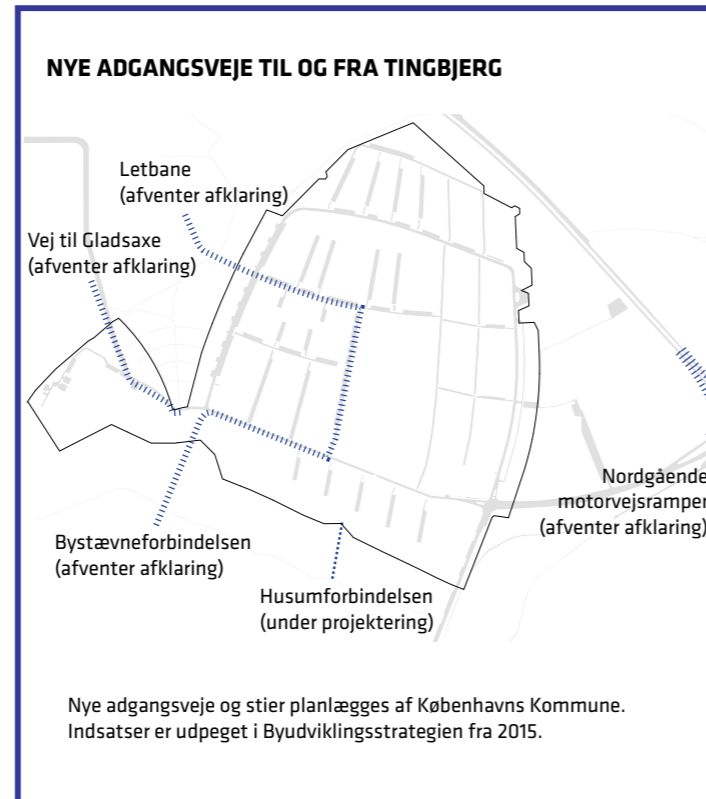 NYE ADGANGSVEJE TIL OG FRA TINGBJERG
Letbane
(afventer afklaring)
Vej til Gladsaxe
(afventer afklaring)
Nordgående
motorvejsramper
(afventer afklaring)
Bystævneforbindelsen
(afventer afklaring)
Husumforbindelsen
(under projektering)
Nye adgangsveje og stier planlægges af Københavns Kommune.
Indsatser er udpeget i Byudviklingsstrategien fra 2015.